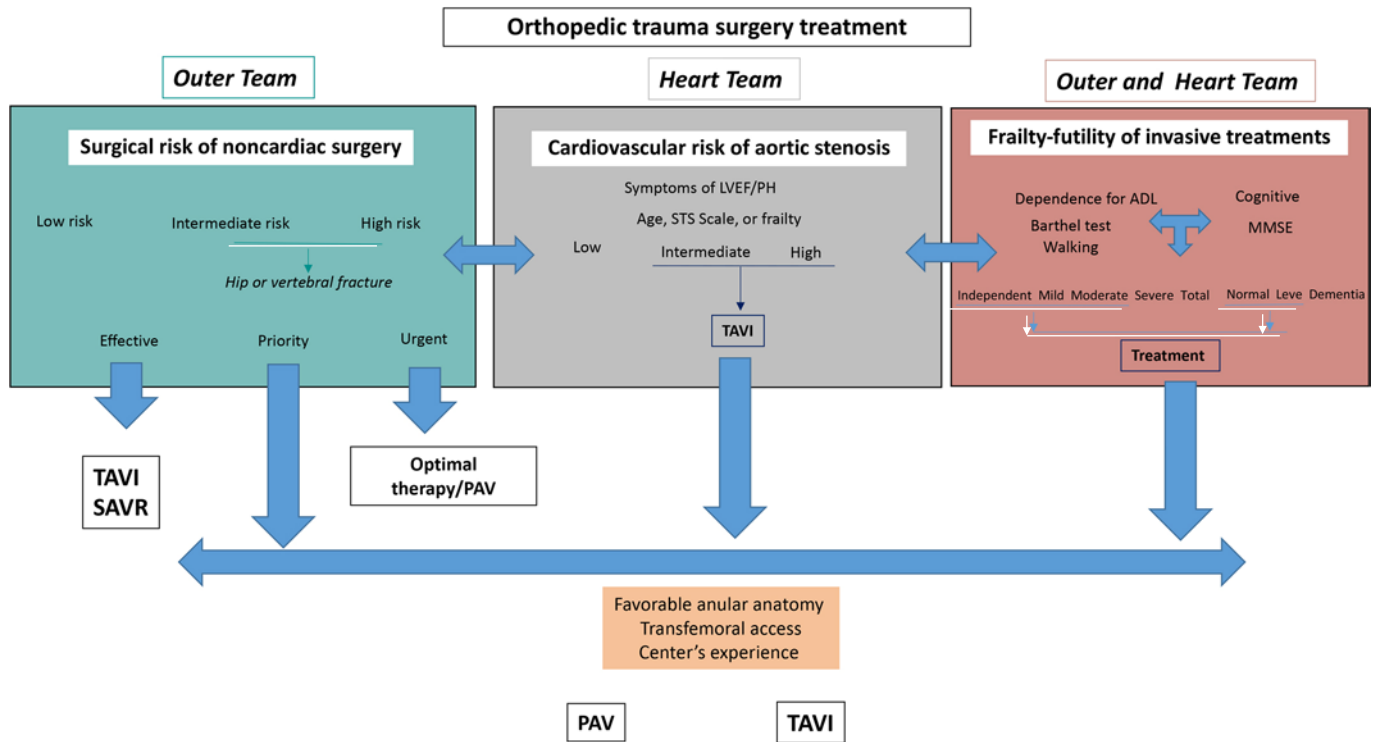 Orthopedic trauma surgery treatment
Outer Team
Surgical risk of noncardiac surgery
Low risk
Intermediate risk
High risk
Hip or vertebral fracture
Effective
Priority
Urgent
TAVI
SAVR
Optimal
therapy/PAV
Heart Team
Cardiovascular risk of aortic stenosis
Symptoms of LVEF/PH
Age, STS Scale, or frailty
Low
Intermediate
High
TAVI
Outer and Heart Team
Frailty-futility of invasive treatments
Dependence for ADL
Barthel test
Walking
Cognitive
MMSE
Independent Mild Moderate Severe Total
Normal Leve Dementia
Treatment
Favorable anular anatomy
Transfemoral access
Center's experience
PAV
TAVI